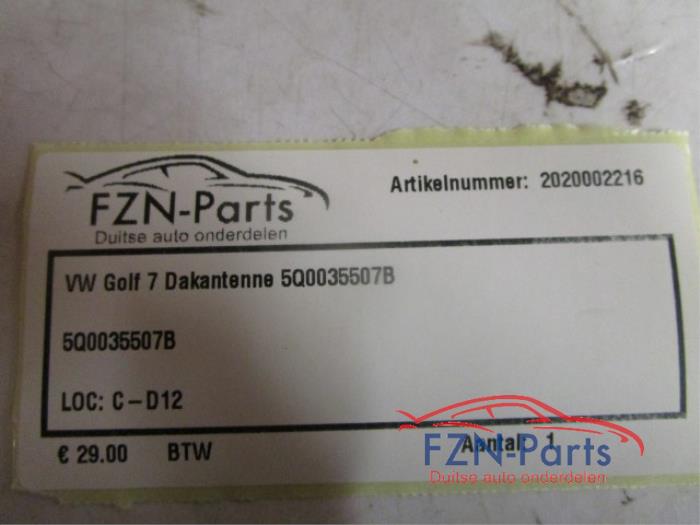 FZN-Parts
Duitse auto onderdelen
Artikelnummer: 2020002216
VW Golf 7 Dakantenne 5Q0035507B
5Q0035507B
LOC: C-D12
€ 29.00 BTW Aantal: 1
FZN-Parts
Duitse auto onderdelen